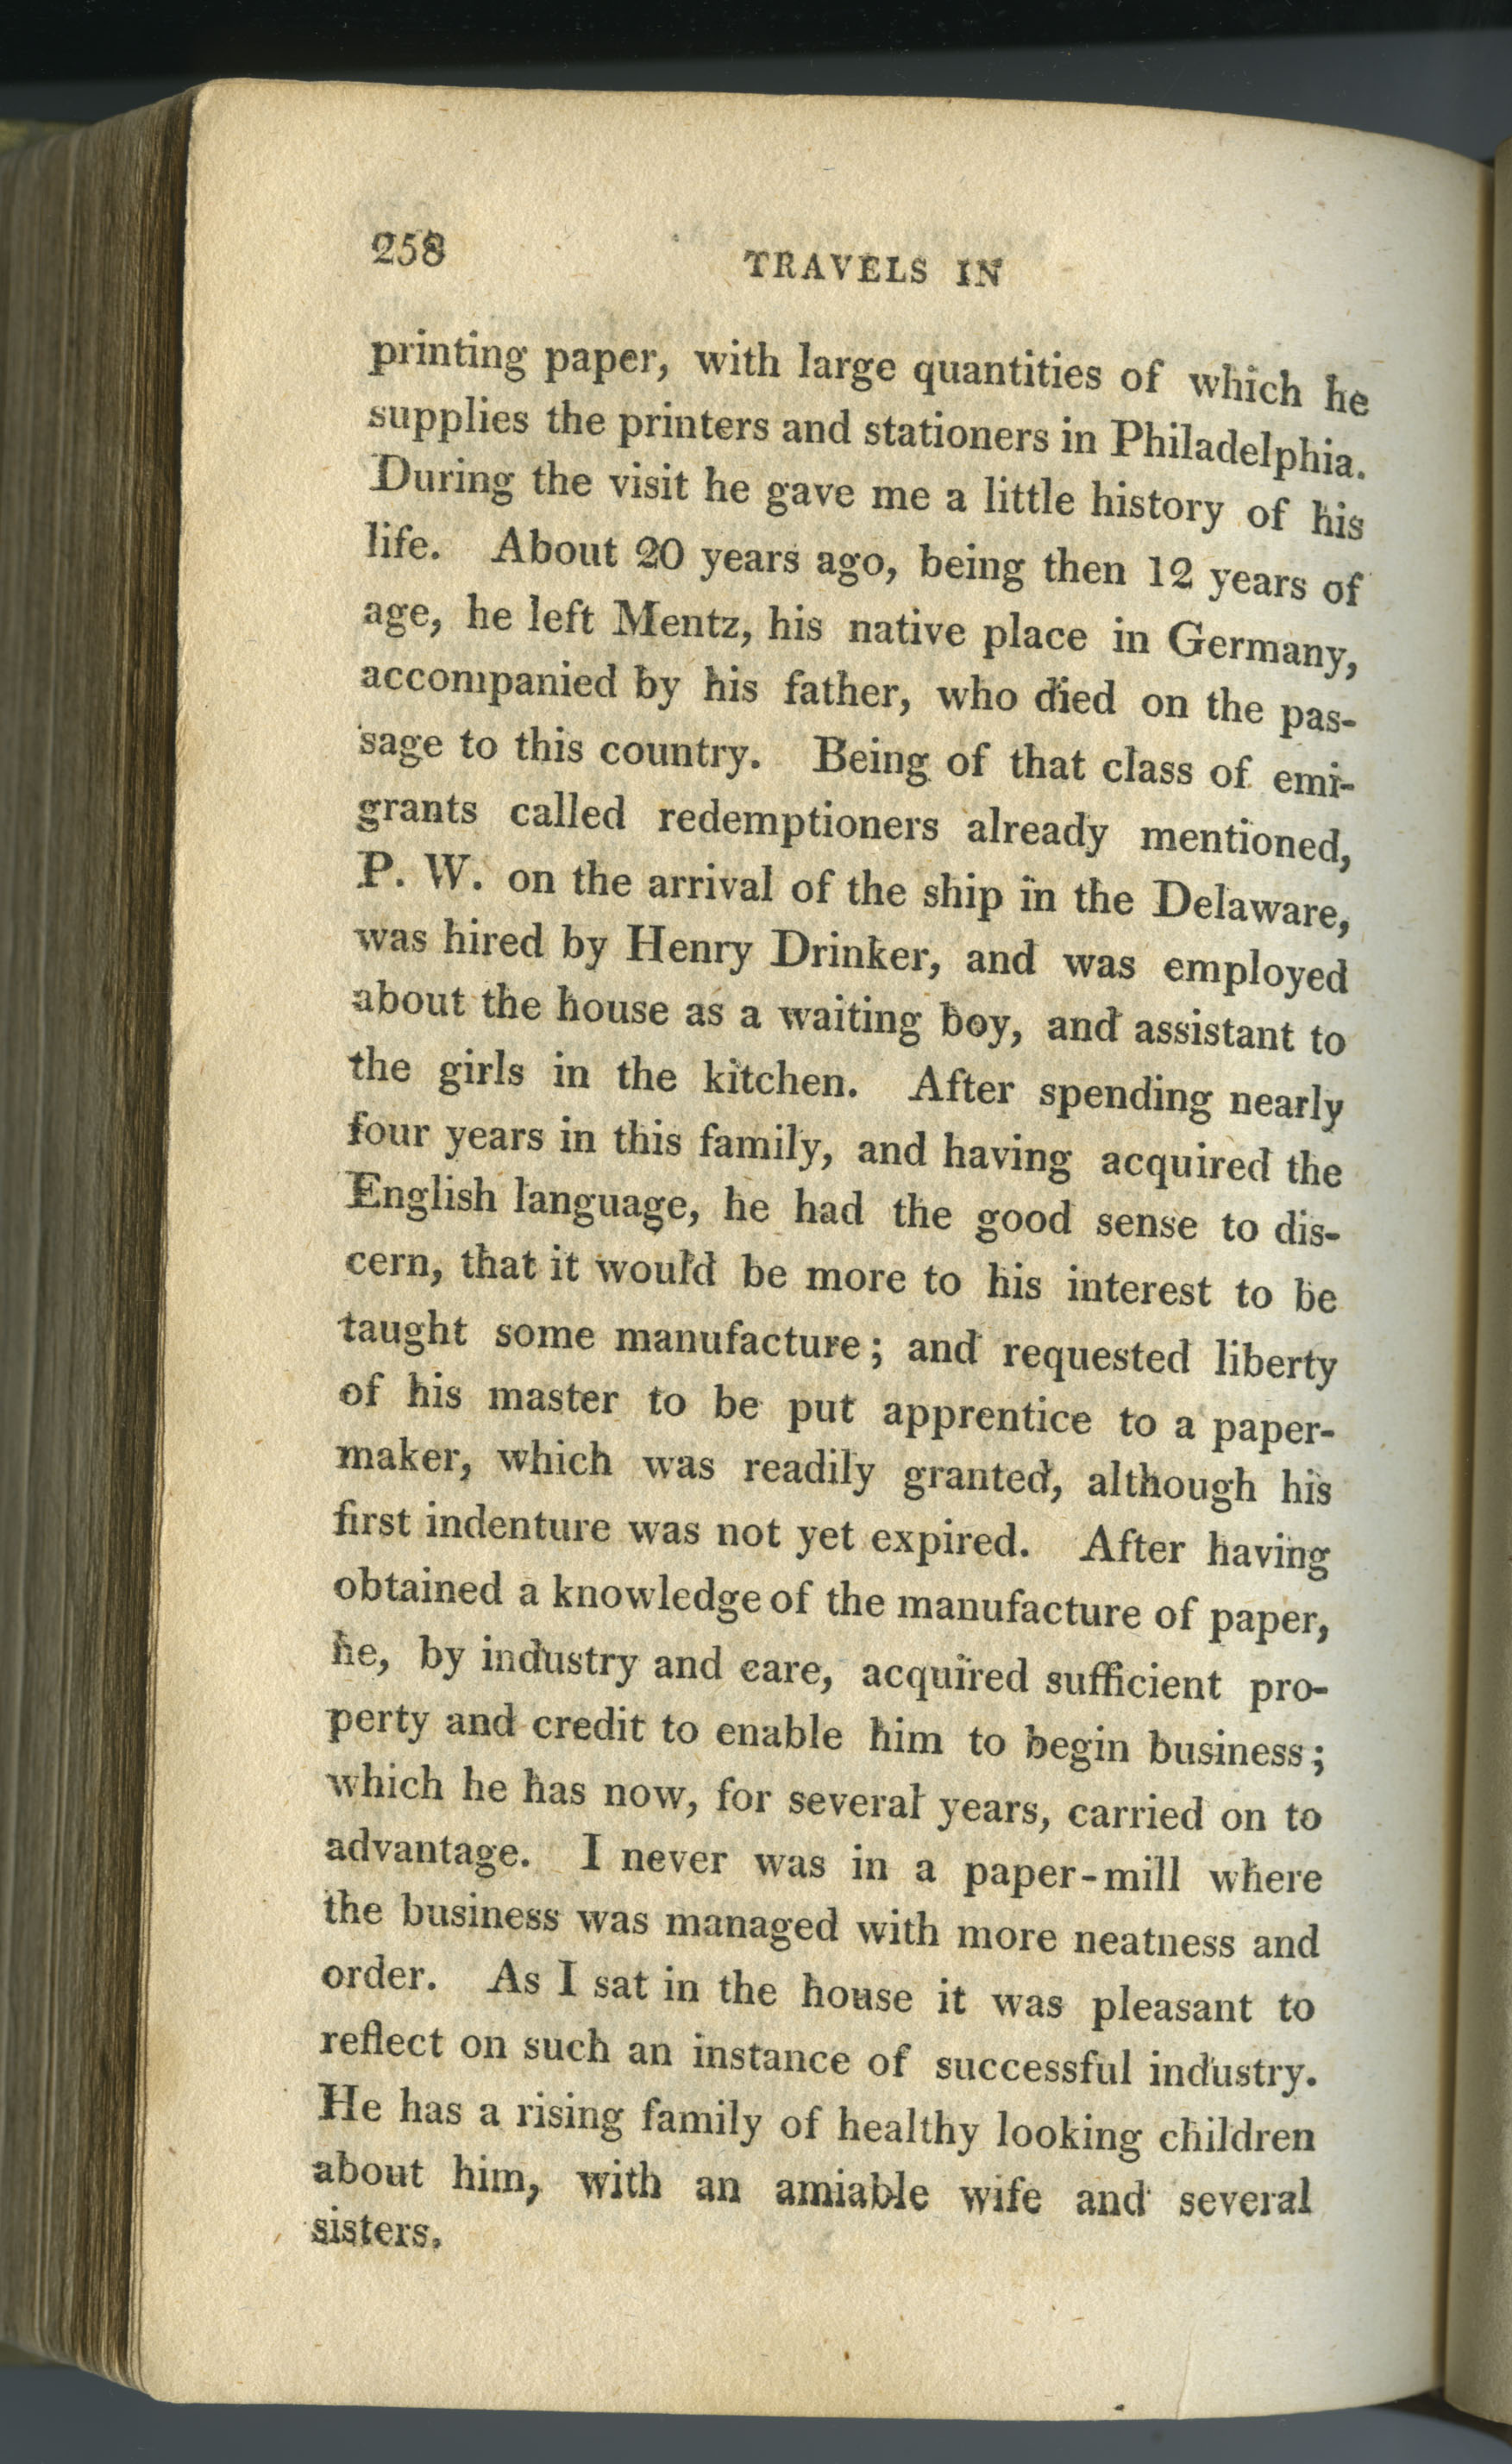 258
TRAVELS IN
printing paper, with large quantities of which he
supplies the printers and stationers in Philadelphia.
During the visit he gave me a little history of his
life. About 20 years ago, being then 12 years of
age, he left Mentz, his native place in Germany,
accompanied by his father, who died on the pas-
sage to this country. Being of that class of emi-
grants called redemptioners already mentioned,
P. W. on the arrival of the ship in the Delaware,
was hired by Henry Drinker, and was employed
about the house as a waiting boy, and assistant to
the girls in the kitchen. After spending nearly
four years in this family, and having acquired the
English language, he had the good sense to dis-
cern, that it would be more to his interest to be
taught some manufacture; and requested liberty
of his master to be put apprentice to a paper-
maker, which was readily granted, although his
first indenture was not yet expired. After having
obtained a knowledge of the manufacture of paper,
he, by industry and care, acquired sufficient pro-
perty and credit to enable him to begin business;
which he has now, for several years, carried on to
advantage. I never was in a paper-mill where
the business was managed with more neatness and
order. As I sat in the house it was pleasant to
reflect on such an instance of successful industry.
He has a rising family of healthy looking children
about him, with an amiable wife and several
sisters.